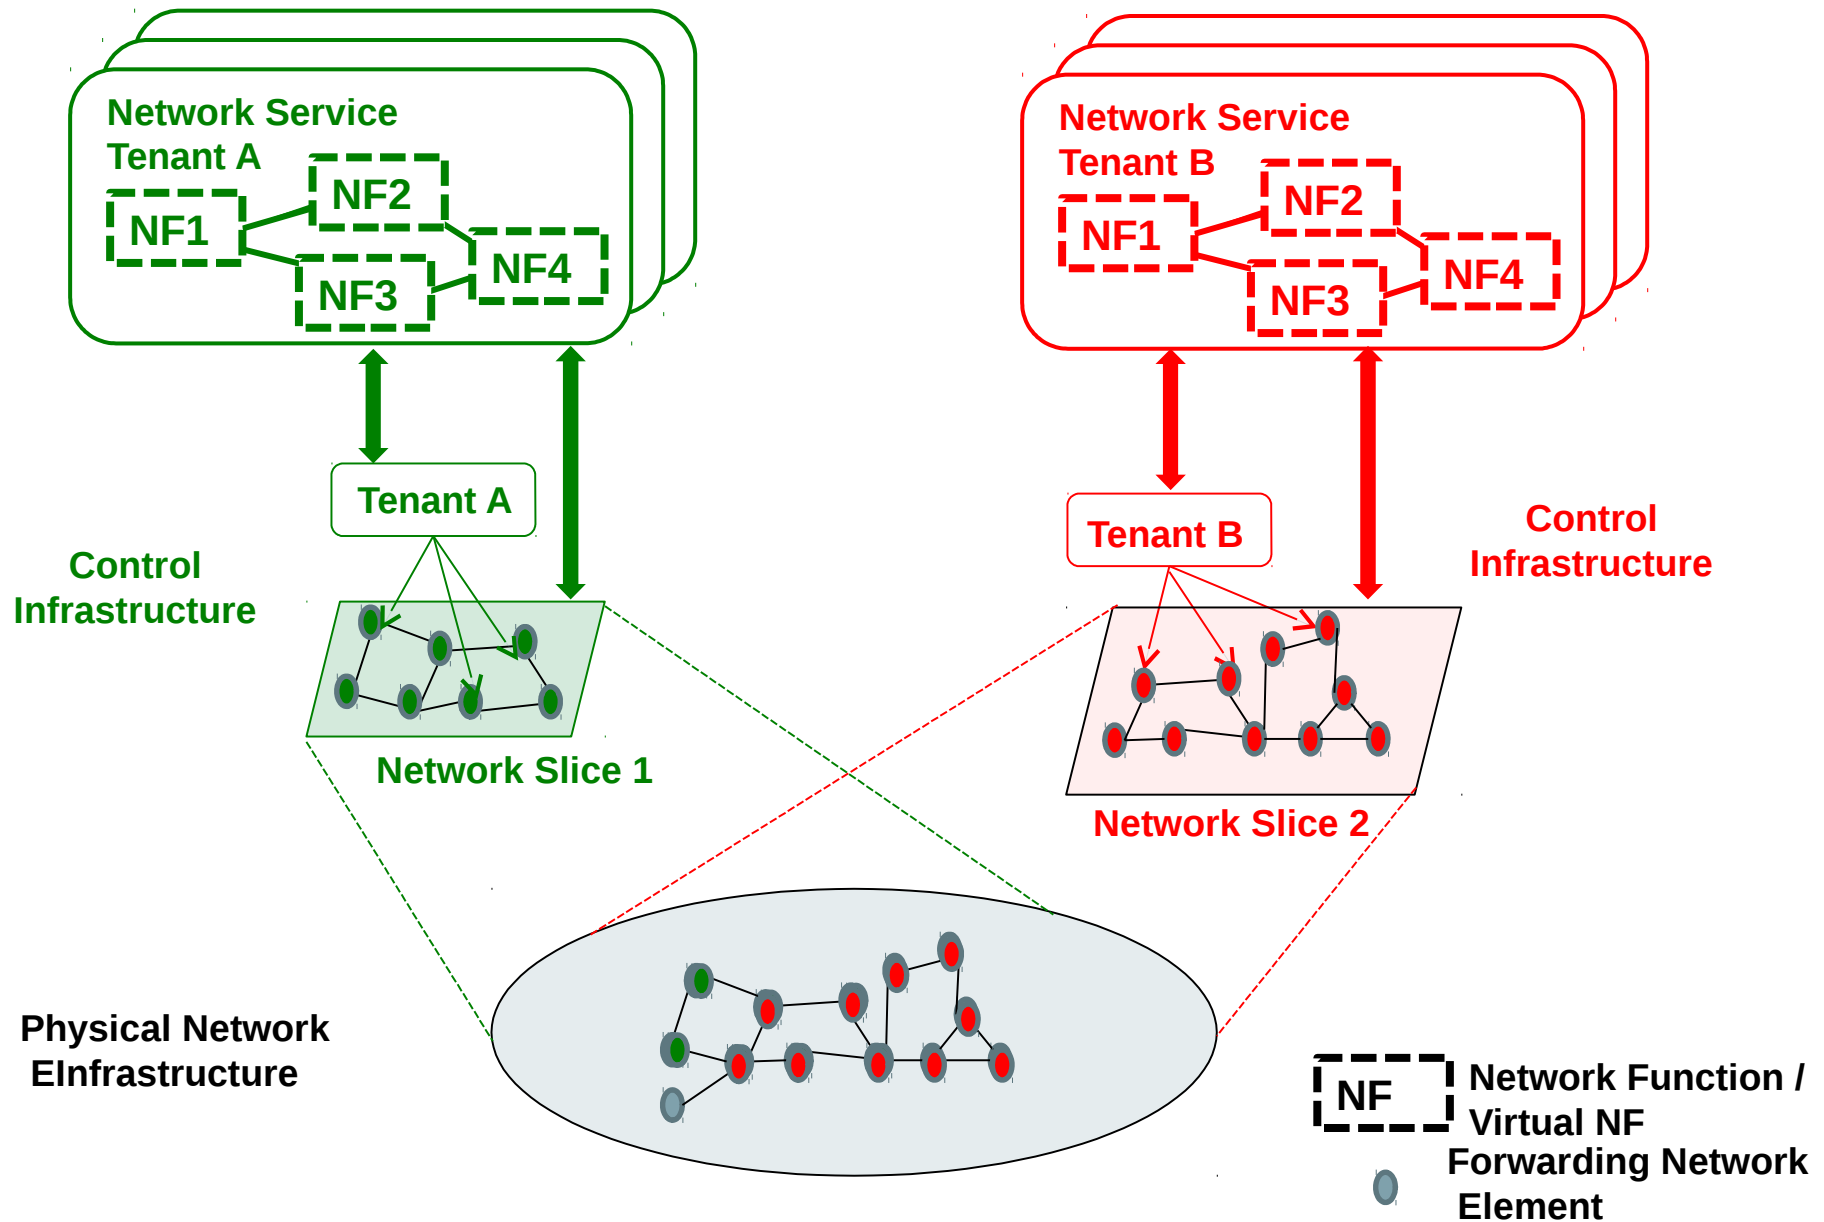 Network Service
Tenant A
NF1
NF2
NF3
NF4
Network Service
Tenant B
NF1
NF2
NF3
NF4
Tenant A
Tenant B
Control
Infrastructure
Control
Infrastructure
Network Slice 1
Network Slice 2
Physical Network
EInfrastructure
NF
Network Function /
Virtual NF
Forwarding Network
Element